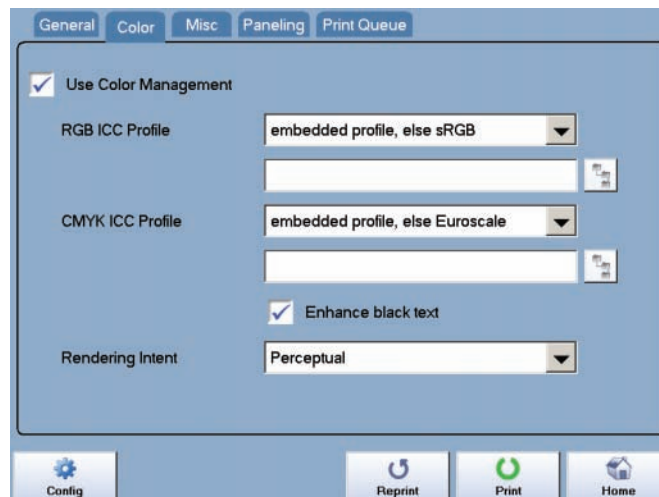 General Color Misc Paneling Print Queue
Use Color Management
RGB ICC Profile embedded profile, else sRGB
CMYK ICC Profile embedded profile, else Euroscale
Enhance black text
Rendering Intent Perceptual
Config Reprint Print Home